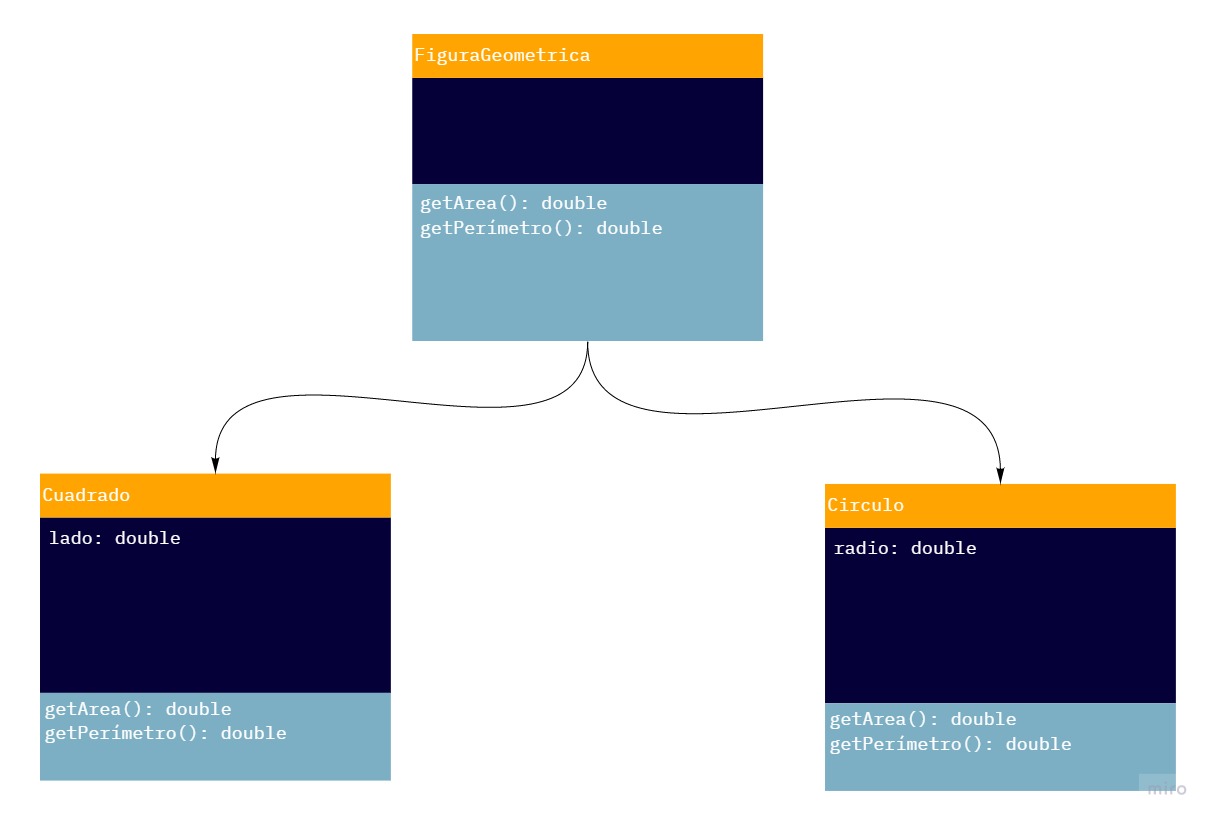 FiguraGeometrica
getArea(): double
getPerímetro(): double
Cuadrado
lado: double
getArea(): double
getPerímetro(): double
Circulo
radio: double
getArea(): double
getPerímetro(): double
miro